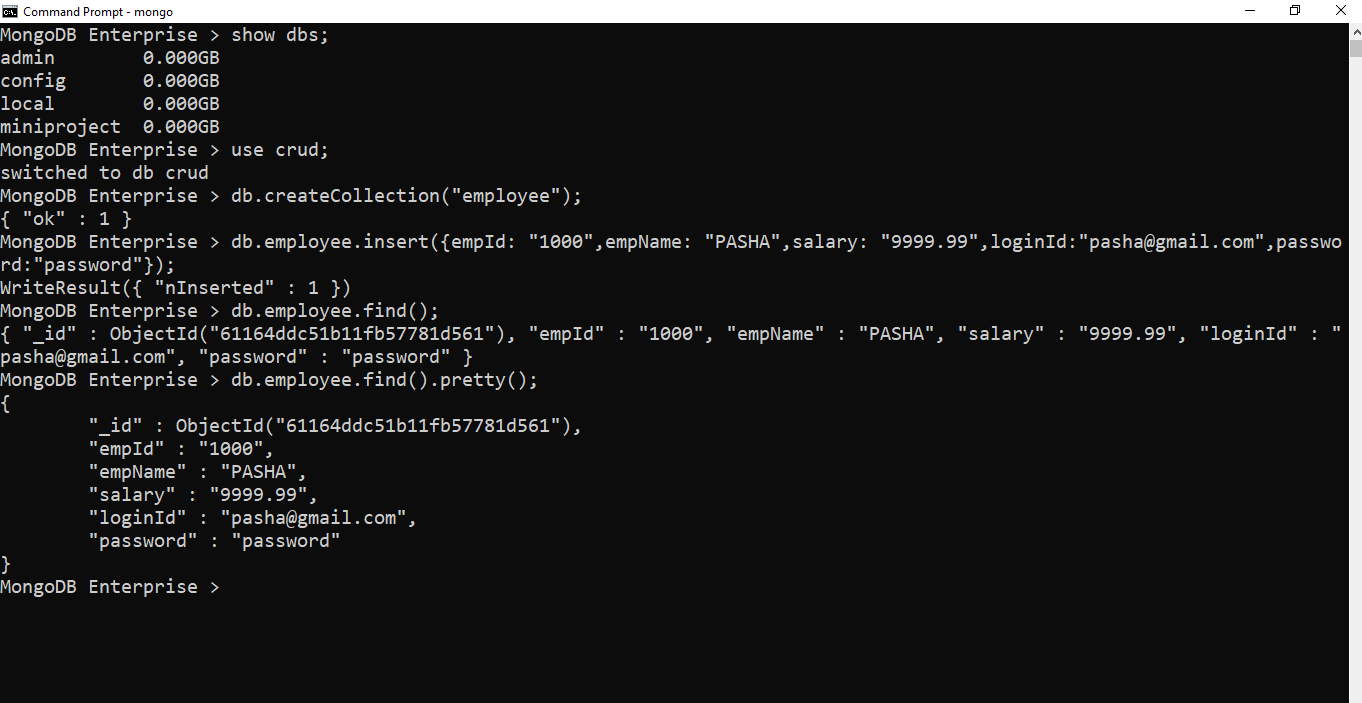 Command Prompt - mongo
MongoDB Enterprise > show dbs;
admin        0.000GB
config       0.000GB
local        0.000GB
miniproject  0.000GB
MongoDB Enterprise > use crud;
switched to db crud
MongoDB Enterprise > db.createCollection("employee");
{ "ok" : 1 }
MongoDB Enterprise > db.employee.insert({empId: "1000",empName: "PASHA",salary: "9999.99",loginId:"pasha@gmail.com",passwo
rd:"password"});
WriteResult({ "nInserted" : 1 })
MongoDB Enterprise > db.employee.find();
{ "_id" : ObjectId("61164ddc51b11fb57781d561"), "empId" : "1000", "empName" : "PASHA", "salary" : "9999.99", "loginId" : "
pasha@gmail.com", "password" : "password" }
MongoDB Enterprise > db.employee.find().pretty();
{
        "_id" : ObjectId("61164ddc51b11fb57781d561"),
        "empId" : "1000",
        "empName" : "PASHA",
        "salary" : "9999.99",
        "loginId" : "pasha@gmail.com",
        "password" : "password"
}
MongoDB Enterprise >